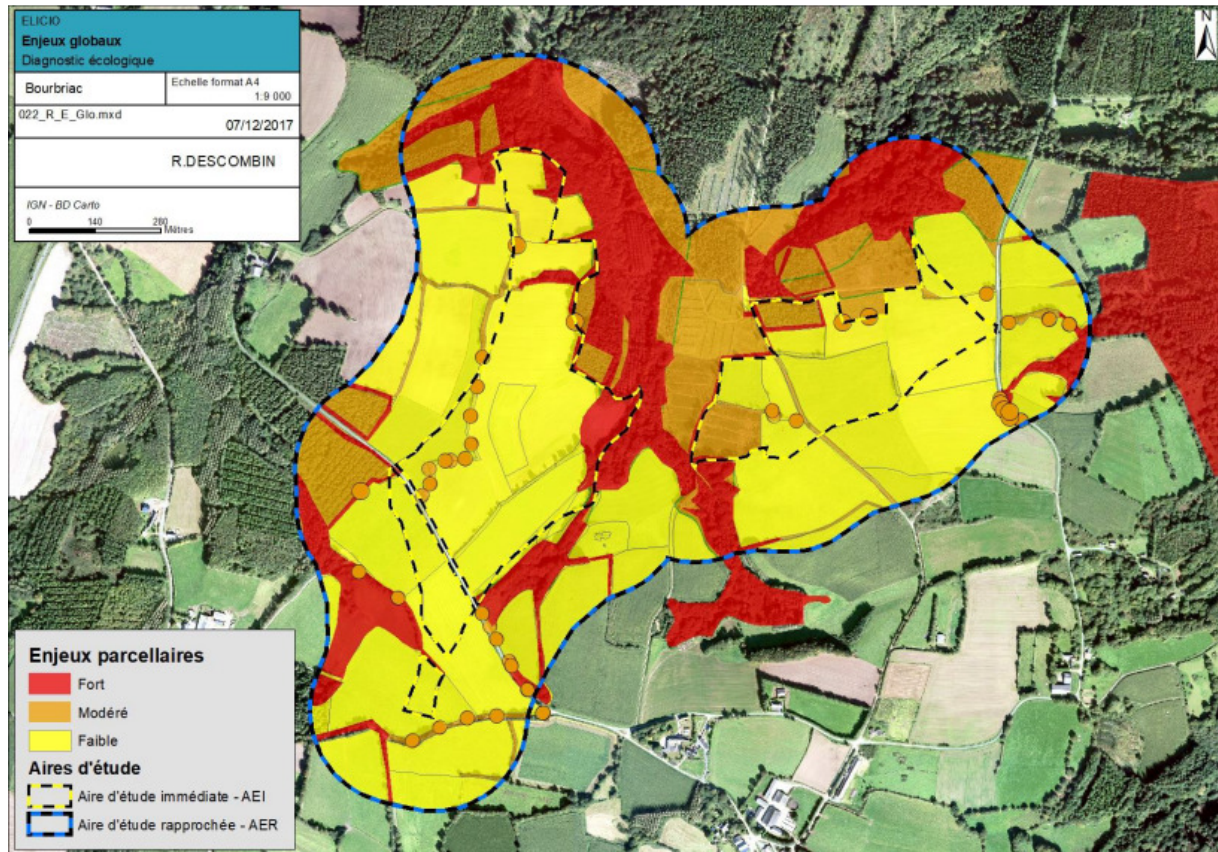 ELICIO
Enjeux globaux
Diagnostic écologique
Bourbriac
Echelle format A4
1:9 000
022_R_E_Glo.mxd
07/12/2017
R.DESCOMBIN
IGN - BD Carto
0 140 280
Mètres
N
Enjeux parcellaires
Fort
Modéré
Faible
Aires d'étude
Aire d'étude immédiate - AEI
Aire d'étude rapprochée - AER